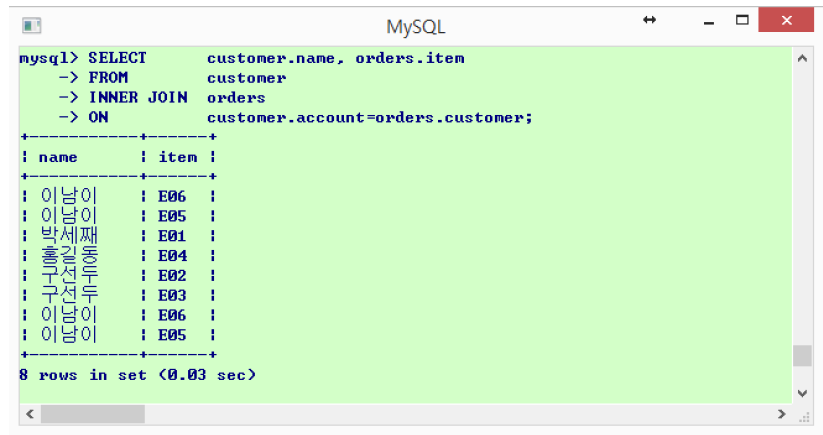 MySQL
mysql> SELECT customer.name, orders.item
-> FROM customer
-> INNER JOIN orders
-> ON customer.account=orders.customer;
+-----------+------+
| name | item |
+-----------+------+
| 이남이 | E06 |
| 이남이 | E05 |
| 박세째 | E01 |
| 홍길동 | E04 |
| 구선두 | E02 |
| 구선두 | E03 |
| 이남이 | E06 |
| 이남이 | E05 |
+-----------+------+
8 rows in set (0.03 sec)